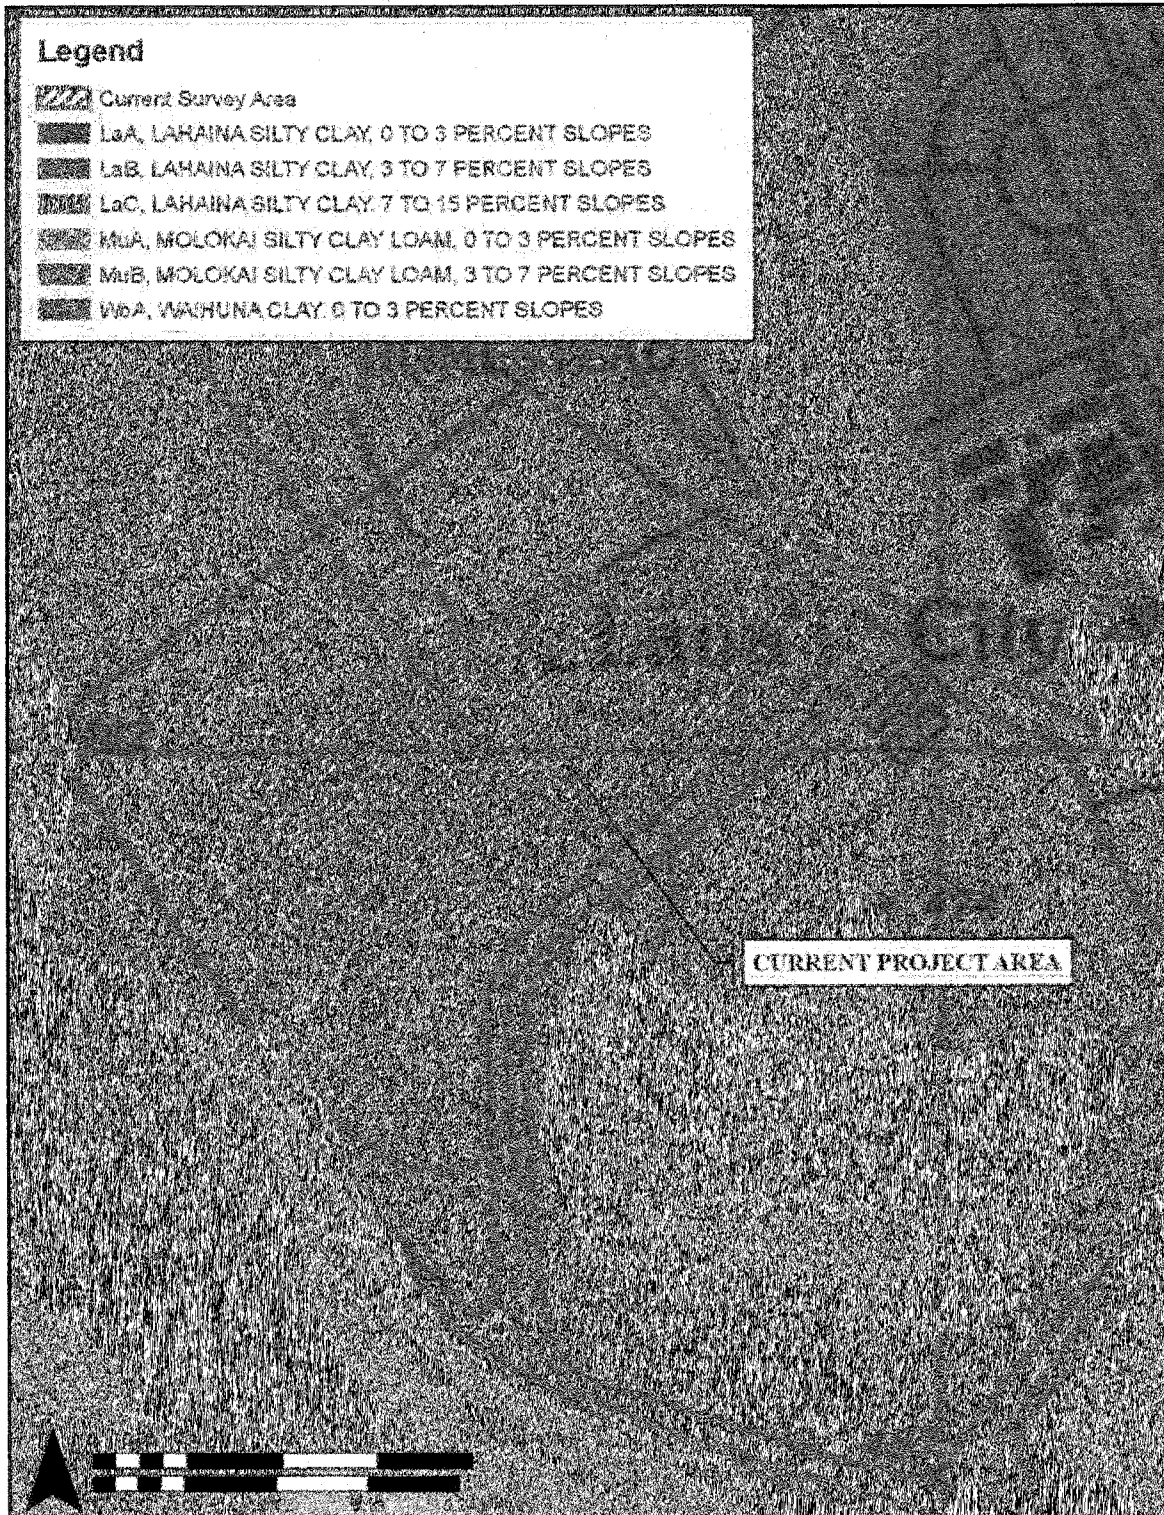 Legend
Current Survey Area
LaA, LAHAINA SILTY CLAY, 0 TO 3 PERCENT SLOPES
LaB, LAHAINA SILTY CLAY, 3 TO 7 PERCENT SLOPES
LaC, LAHAINA SILTY CLAY, 7 TO 15 PERCENT SLOPES
MuA, MOLOKAI SILTY CLAY LOAM, 0 TO 3 PERCENT SLOPES
MuB, MOLOKAI SILTY CLAY LOAM, 3 TO 7 PERCENT SLOPES
WoA, WAIHUNA CLAY, 0 TO 3 PERCENT SLOPES
City
CURRENT PROJECT AREA